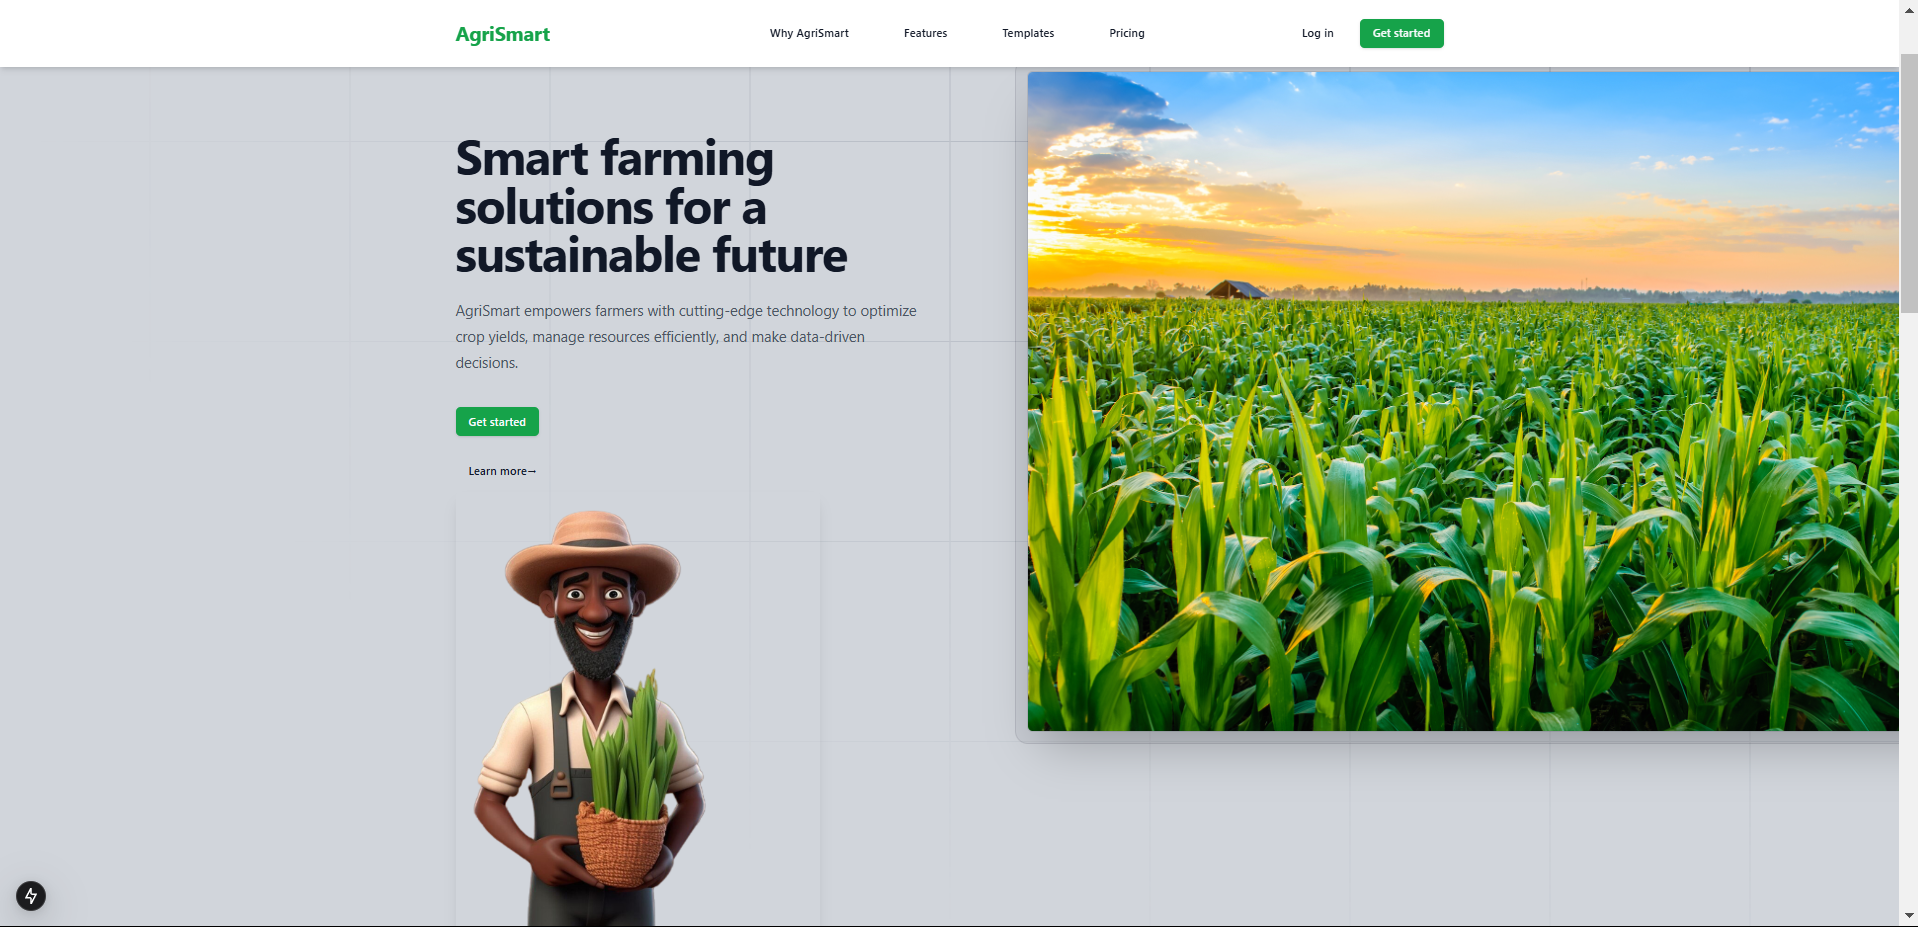 AgriSmart
Why AgriSmart
Features
Templates
Pricing
Log in
Get started
Smart farming
solutions for a
sustainable future
AgriSmart empowers farmers with cutting-edge technology to optimize
crop yields, manage resources efficiently, and make data-driven
decisions.
Get started
Learn more→